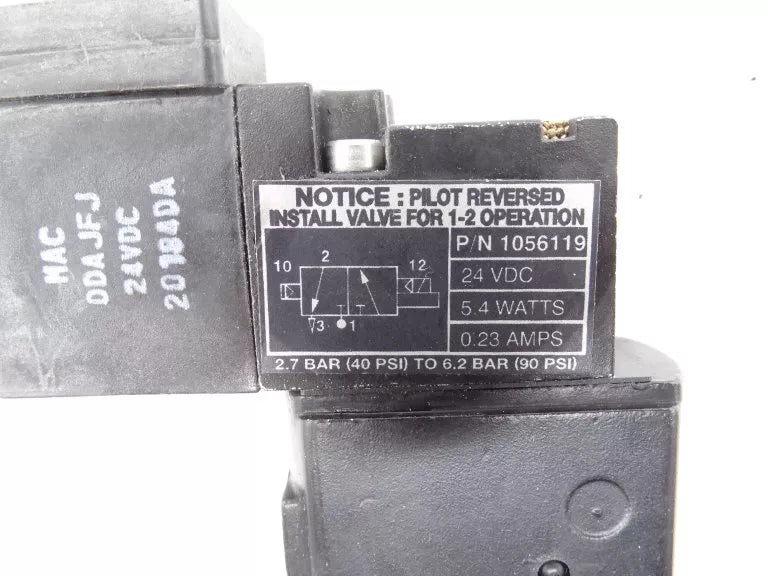 MAC
ODAJFJ
24VDC
NOTICE : PILOT REVERSED
INSTALL VALVE FOR 1-2 OPERATION
P/N 1056119
24 VDC
5.4 WATTS
0.23 AMPS
10
2
12
3
1
2.7 BAR (40 PSI) TO 6.2 BAR (90 PSI)